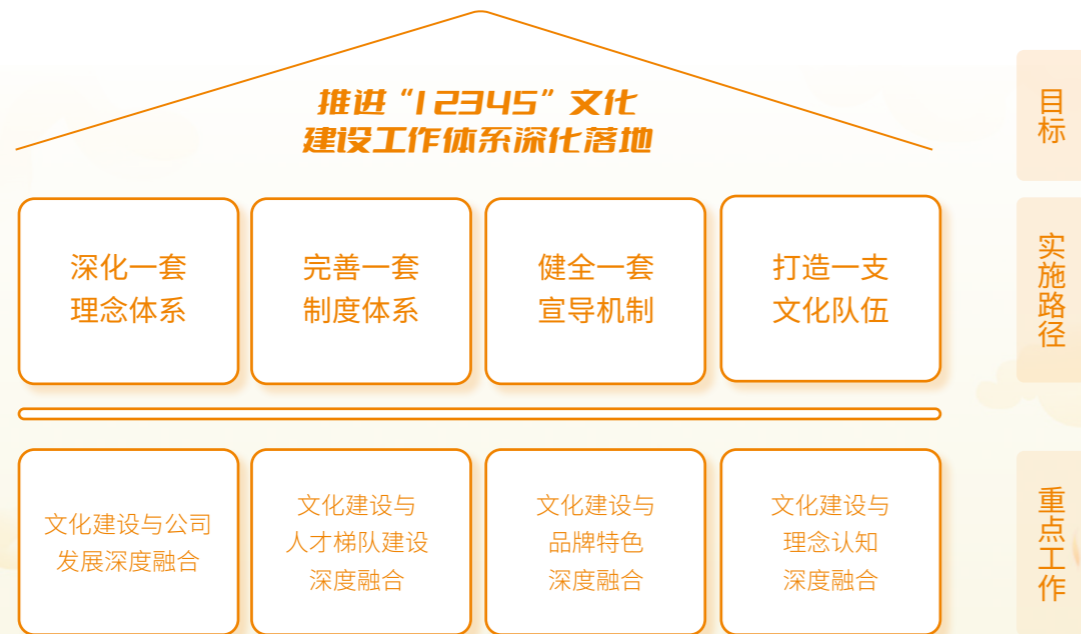 推进“12345”文化
建设工作体系深化落地
目标
深化一套
理念体系
完善一套
制度体系
健全一套
宣导机制
打造一支
文化队伍
实施路径
文化建设与公司
发展深度融合
文化建设与
人才梯队建设
深度融合
文化建设与
品牌特色
深度融合
文化建设与
理念认知
深度融合
重点工作